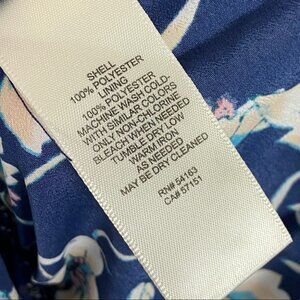 SHELL
100% POLYESTER
LINING
100% POLYESTER
MACHINE WASH COLD-
WITH SIMILAR COLORS
ONLY NON-CHLORINE
BLEACH WHEN NEEDED
TUMBLE DRY LOW
WARM IRON
AS NEEDED
MAY BE DRY CLEANED
RN# 54163
CA# 57151